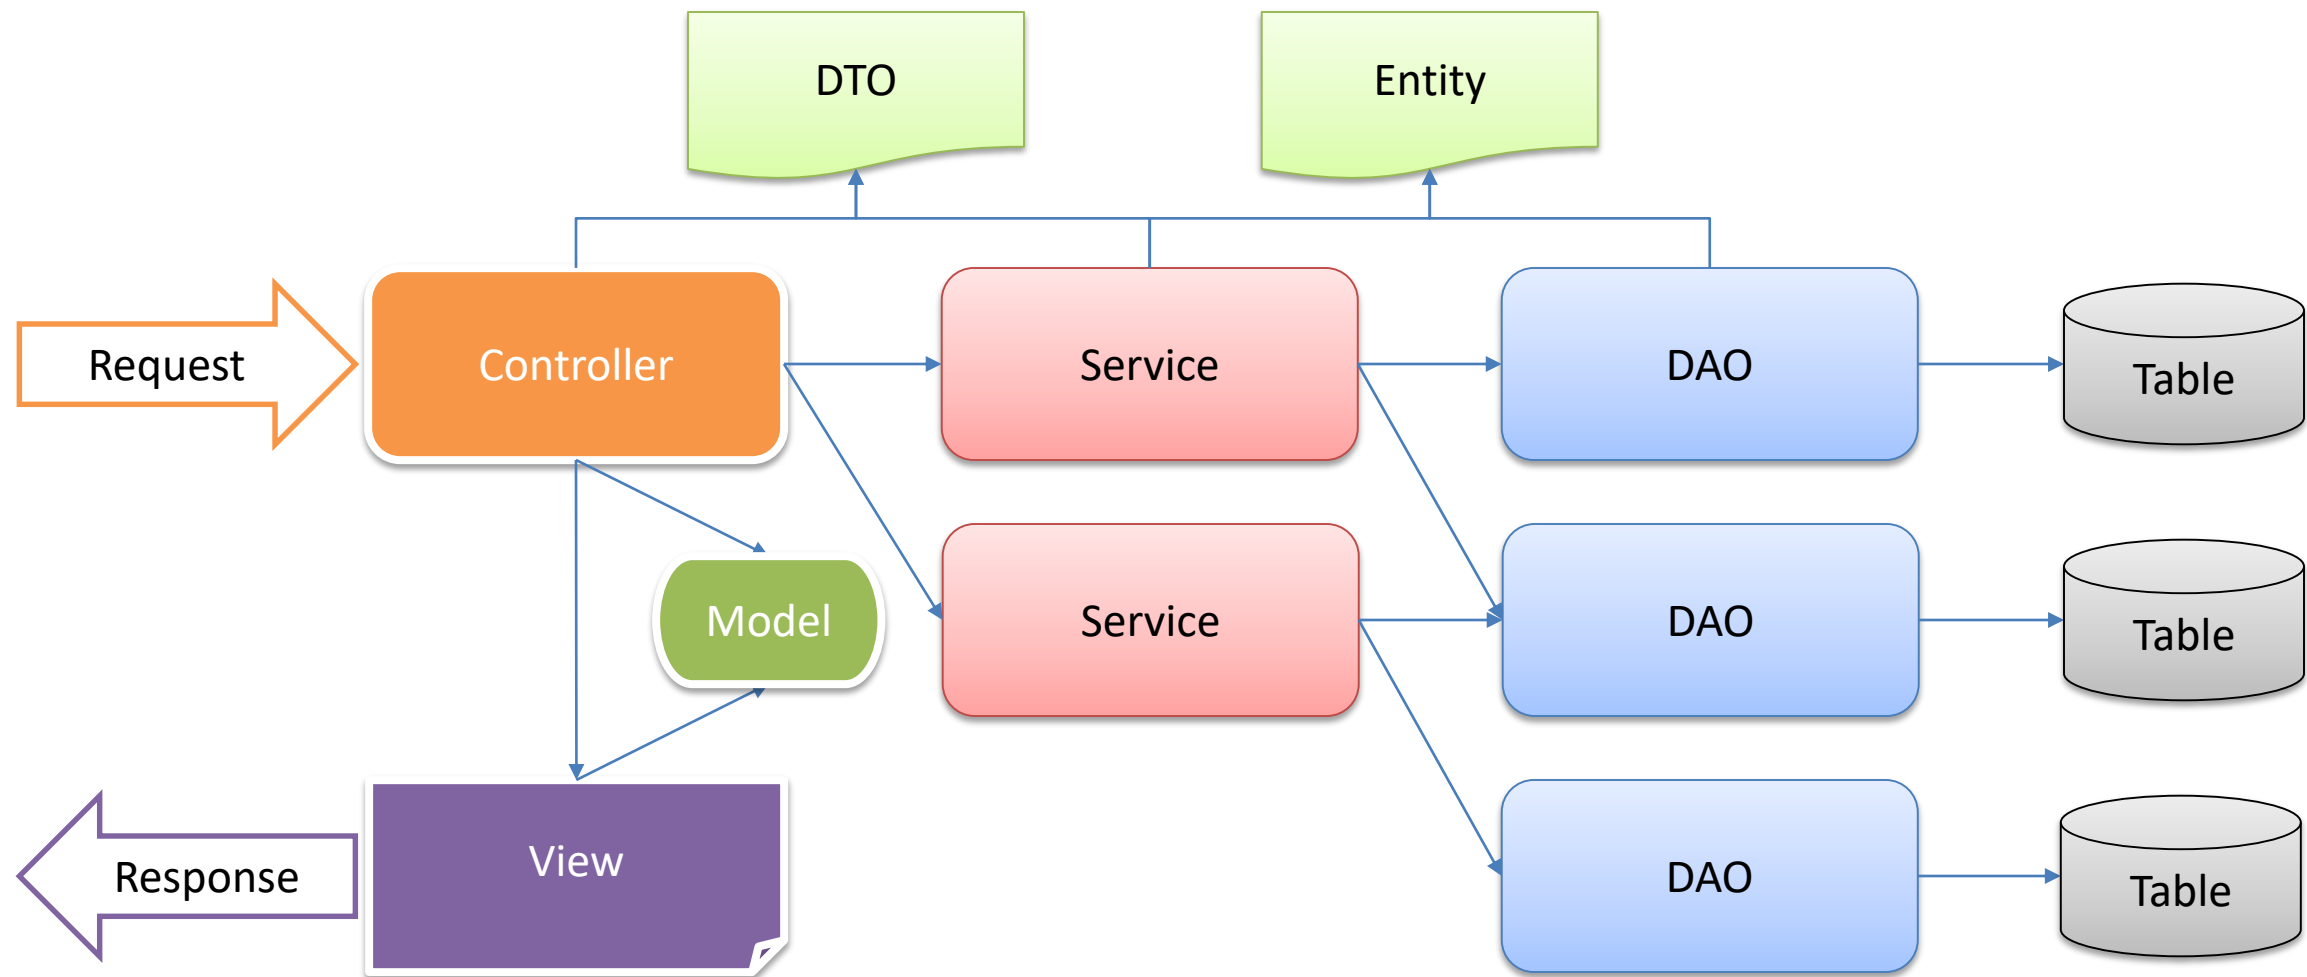 DTO
Entity
Request
Controller
Service
DAO
Table
Model
Service
DAO
Table
Response
View
DAO
Table